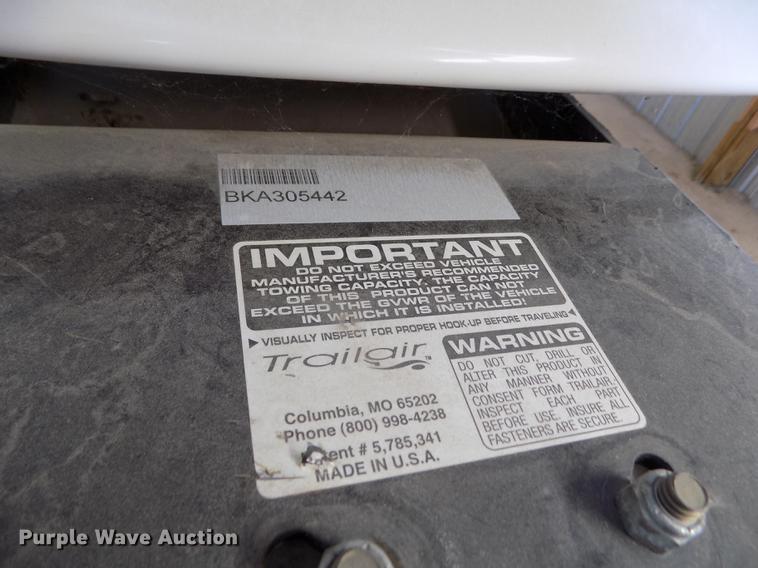 BKA305442
IMPORTANT
DO NOT EXCEED VEHICLE
MANUFACTURER'S RECOMMENDED
TOWING CAPACITY. THE CAPACITY
OF THIS PRODUCT CAN NOT
EXCEED THE GVWR OF THE VEHICLE
IN WHICH IT IS INSTALLED!
▶ VISUALLY INSPECT FOR PROPER HOOK-UP BEFORE TRAVELING ◀
Trailair™
Columbia, MO 65202
Phone (800) 998-4238
# 5,785,341
MADE IN U.S.A.
WARNING
DO NOT CUT, DRILL OR
ALTER THIS PRODUCT IN
ANY MANNER WITHOUT
CONSENT FORM TRAILAIR.
INSPECT EACH PART
BEFORE USE. INSURE ALL
FASTENERS ARE SECURE.
Purple Wave Auction®